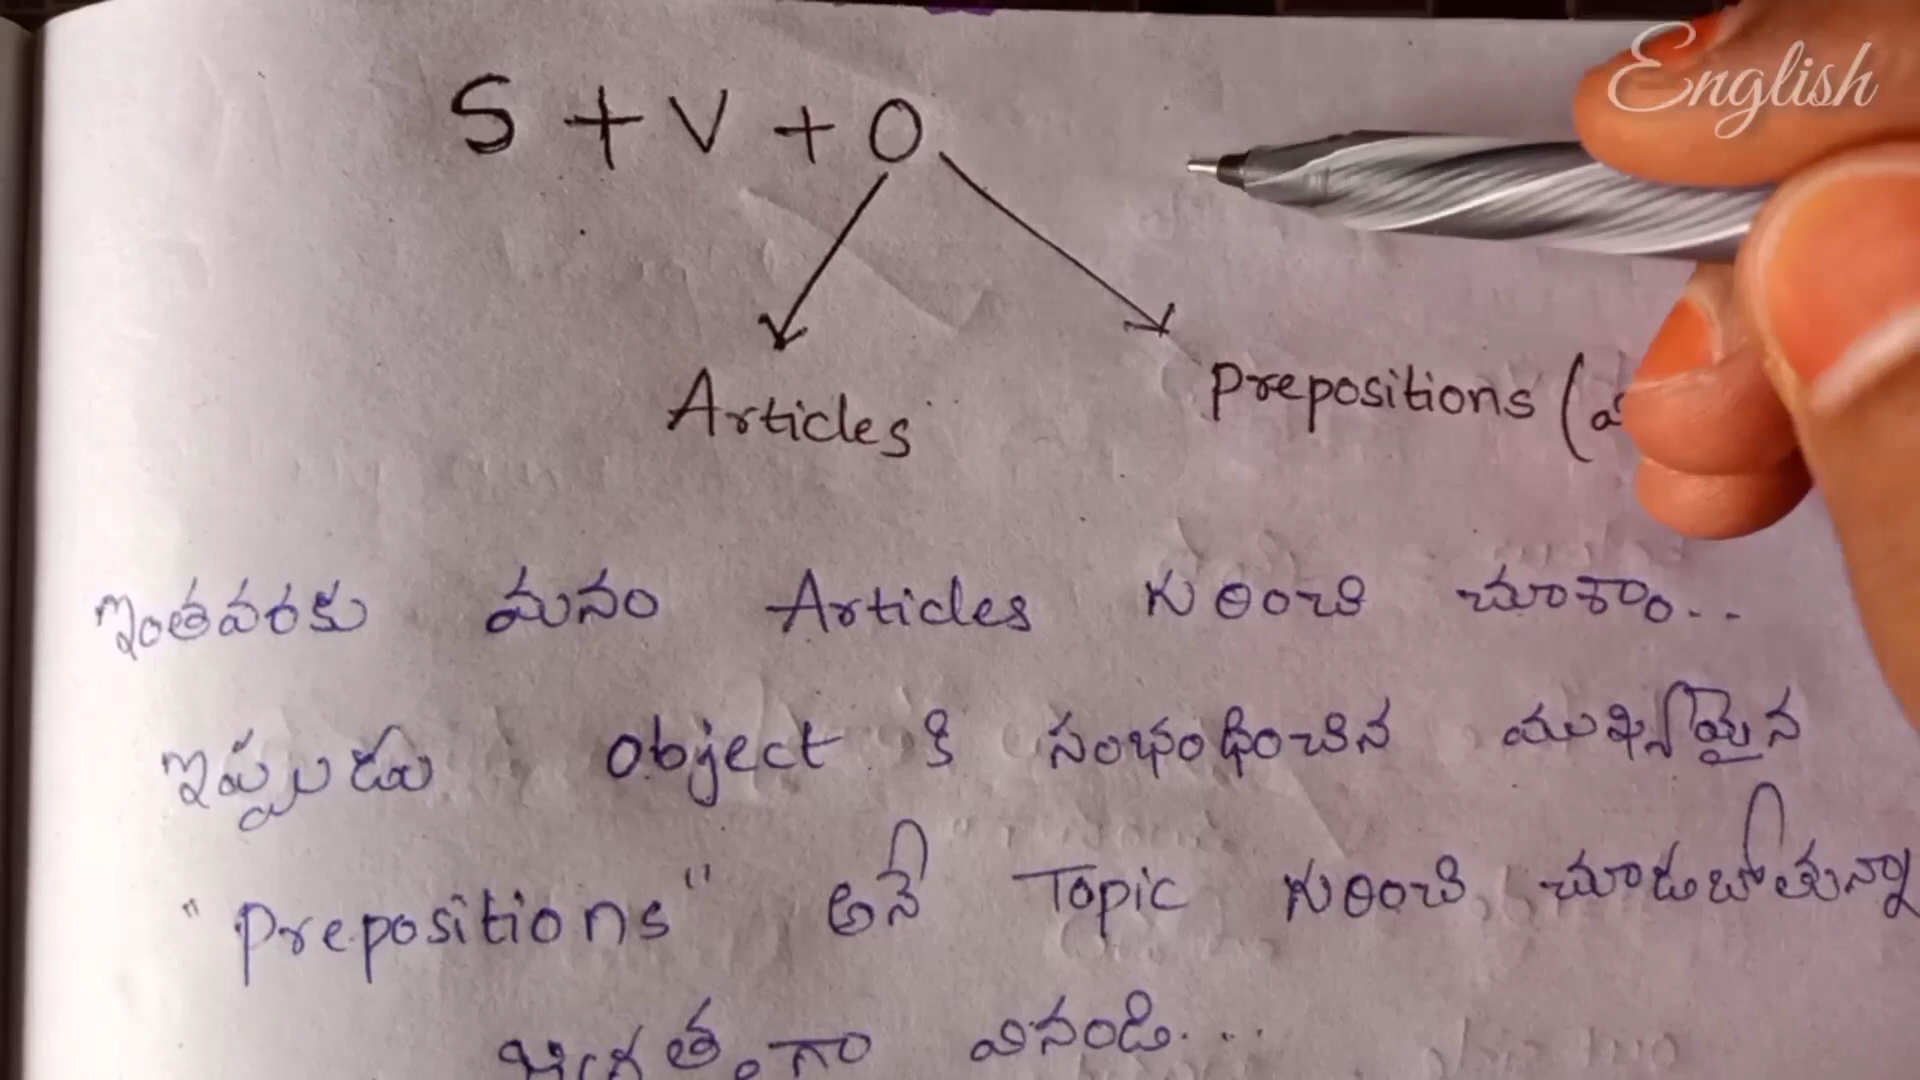 English
S + V + O
Articles
Prepositions (
ఇంతవరకు మనం Articles గురించి చూశాం...
ఇప్పుడు object కి సంభంధించిన ముఖ్యమైన
"Prepositions" అనే Topic గురించి చూడబోతున్నా
జాగ్రత్తగా వినండి...